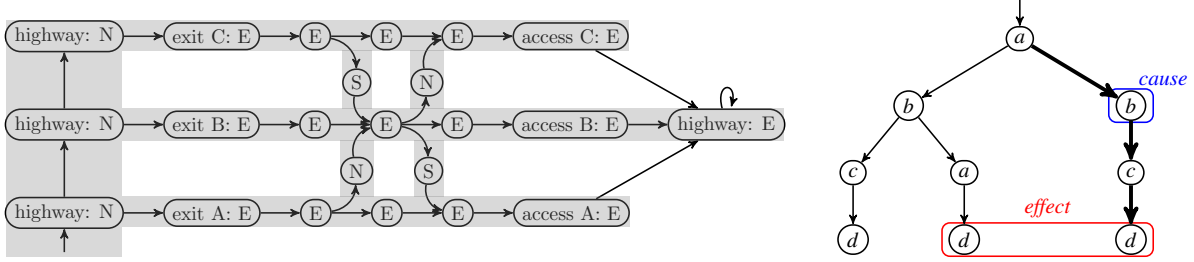 highway: N exit C: E E E E access C: E
S N
highway: N exit B: E E E E access B: E highway: E
N S
highway: N exit A: E E E E access A: E
a
cause
b b
c a c
effect
d d d